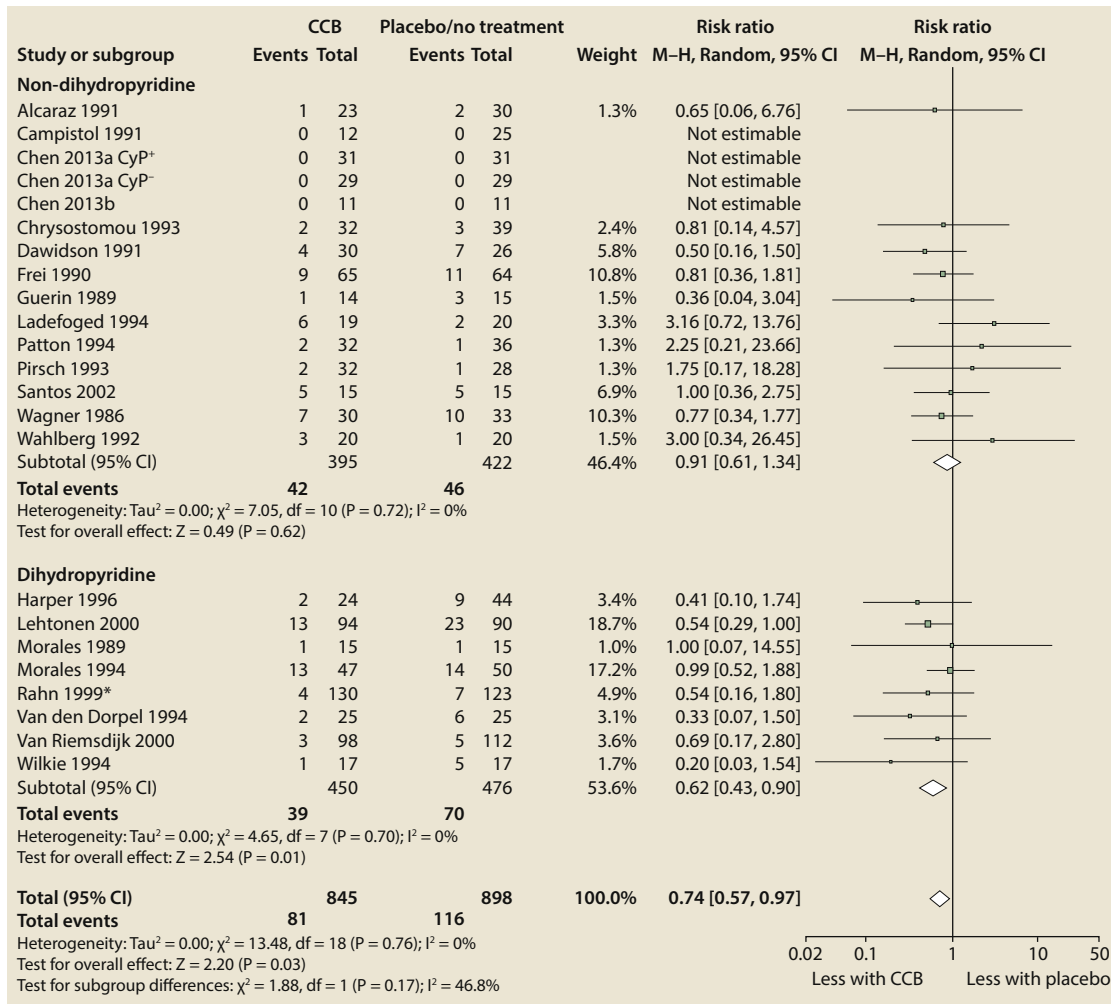 CCB Placebo/no treatment Risk ratio Risk ratio
Study or subgroup Events Total Events Total Weight M–H, Random, 95% CI M–H, Random, 95% CI
Non-dihydropyridine
Alcaraz 1991 1 23 2 30 1.3% 0.65 [0.06, 6.76]
Campistol 1991 0 12 0 25 Not estimable
Chen 2013a CyP⁺ 0 31 0 31 Not estimable
Chen 2013a CyP⁻ 0 29 0 29 Not estimable
Chen 2013b 0 11 0 11 Not estimable
Chrysostomou 1993 2 32 3 39 2.4% 0.81 [0.14, 4.57]
Dawidson 1991 4 30 7 26 5.8% 0.50 [0.16, 1.50]
Frei 1990 9 65 11 64 10.8% 0.81 [0.36, 1.81]
Guerin 1989 1 14 3 15 1.5% 0.36 [0.04, 3.04]
Ladefoged 1994 6 19 2 20 3.3% 3.16 [0.72, 13.76]
Patton 1994 2 32 1 36 1.3% 2.25 [0.21, 23.66]
Pirsch 1993 2 32 1 28 1.3% 1.75 [0.17, 18.28]
Santos 2002 5 15 5 15 6.9% 1.00 [0.36, 2.75]
Wagner 1986 7 30 10 33 10.3% 0.77 [0.34, 1.77]
Wahlberg 1992 3 20 1 20 1.5% 3.00 [0.34, 26.45]
Subtotal (95% CI) 395 422 46.4% 0.91 [0.61, 1.34]
Total events 42 46
Heterogeneity: Tau² = 0.00; χ² = 7.05, df = 10 (P = 0.72); I² = 0%
Test for overall effect: Z = 0.49 (P = 0.62)
Dihydropyridine
Harper 1996 2 24 9 44 3.4% 0.41 [0.10, 1.74]
Lehtonen 2000 13 94 23 90 18.7% 0.54 [0.29, 1.00]
Morales 1989 1 15 1 15 1.0% 1.00 [0.07, 14.55]
Morales 1994 13 47 14 50 17.2% 0.99 [0.52, 1.88]
Rahn 1999* 4 130 7 123 4.9% 0.54 [0.16, 1.80]
Van den Dorpel 1994 2 25 6 25 3.1% 0.33 [0.07, 1.50]
Van Riemsdijk 2000 3 98 5 112 3.6% 0.69 [0.17, 2.80]
Wilkie 1994 1 17 5 17 1.7% 0.20 [0.03, 1.54]
Subtotal (95% CI) 450 476 53.6% 0.62 [0.43, 0.90]
Total events 39 70
Heterogeneity: Tau² = 0.00; χ² = 4.65, df = 7 (P = 0.70); I² = 0%
Test for overall effect: Z = 2.54 (P = 0.01)
Total (95% CI) 845 898 100.0% 0.74 [0.57, 0.97]
Total events 81 116
Heterogeneity: Tau² = 0.00; χ² = 13.48, df = 18 (P = 0.76); I² = 0%
Test for overall effect: Z = 2.20 (P = 0.03)
Test for subgroup differences: χ² = 1.88, df = 1 (P = 0.17); I² = 46.8%
0.02 0.1 1 10 50
Less with CCB Less with placebo